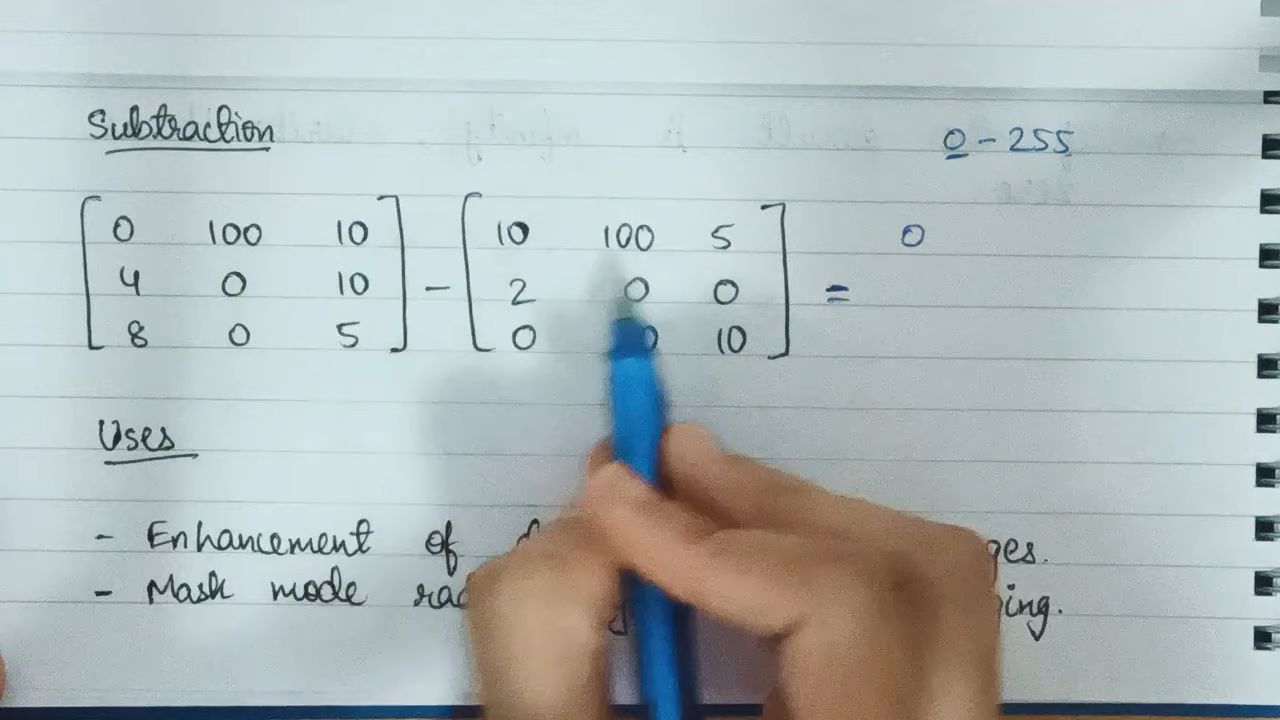 Subtraction
0 - 255
0 100 10 10 100 5 0
4 0 10 - 2 0 0 =
8 0 5 0 0 10
Uses
- Enhancement of
- Mask mode